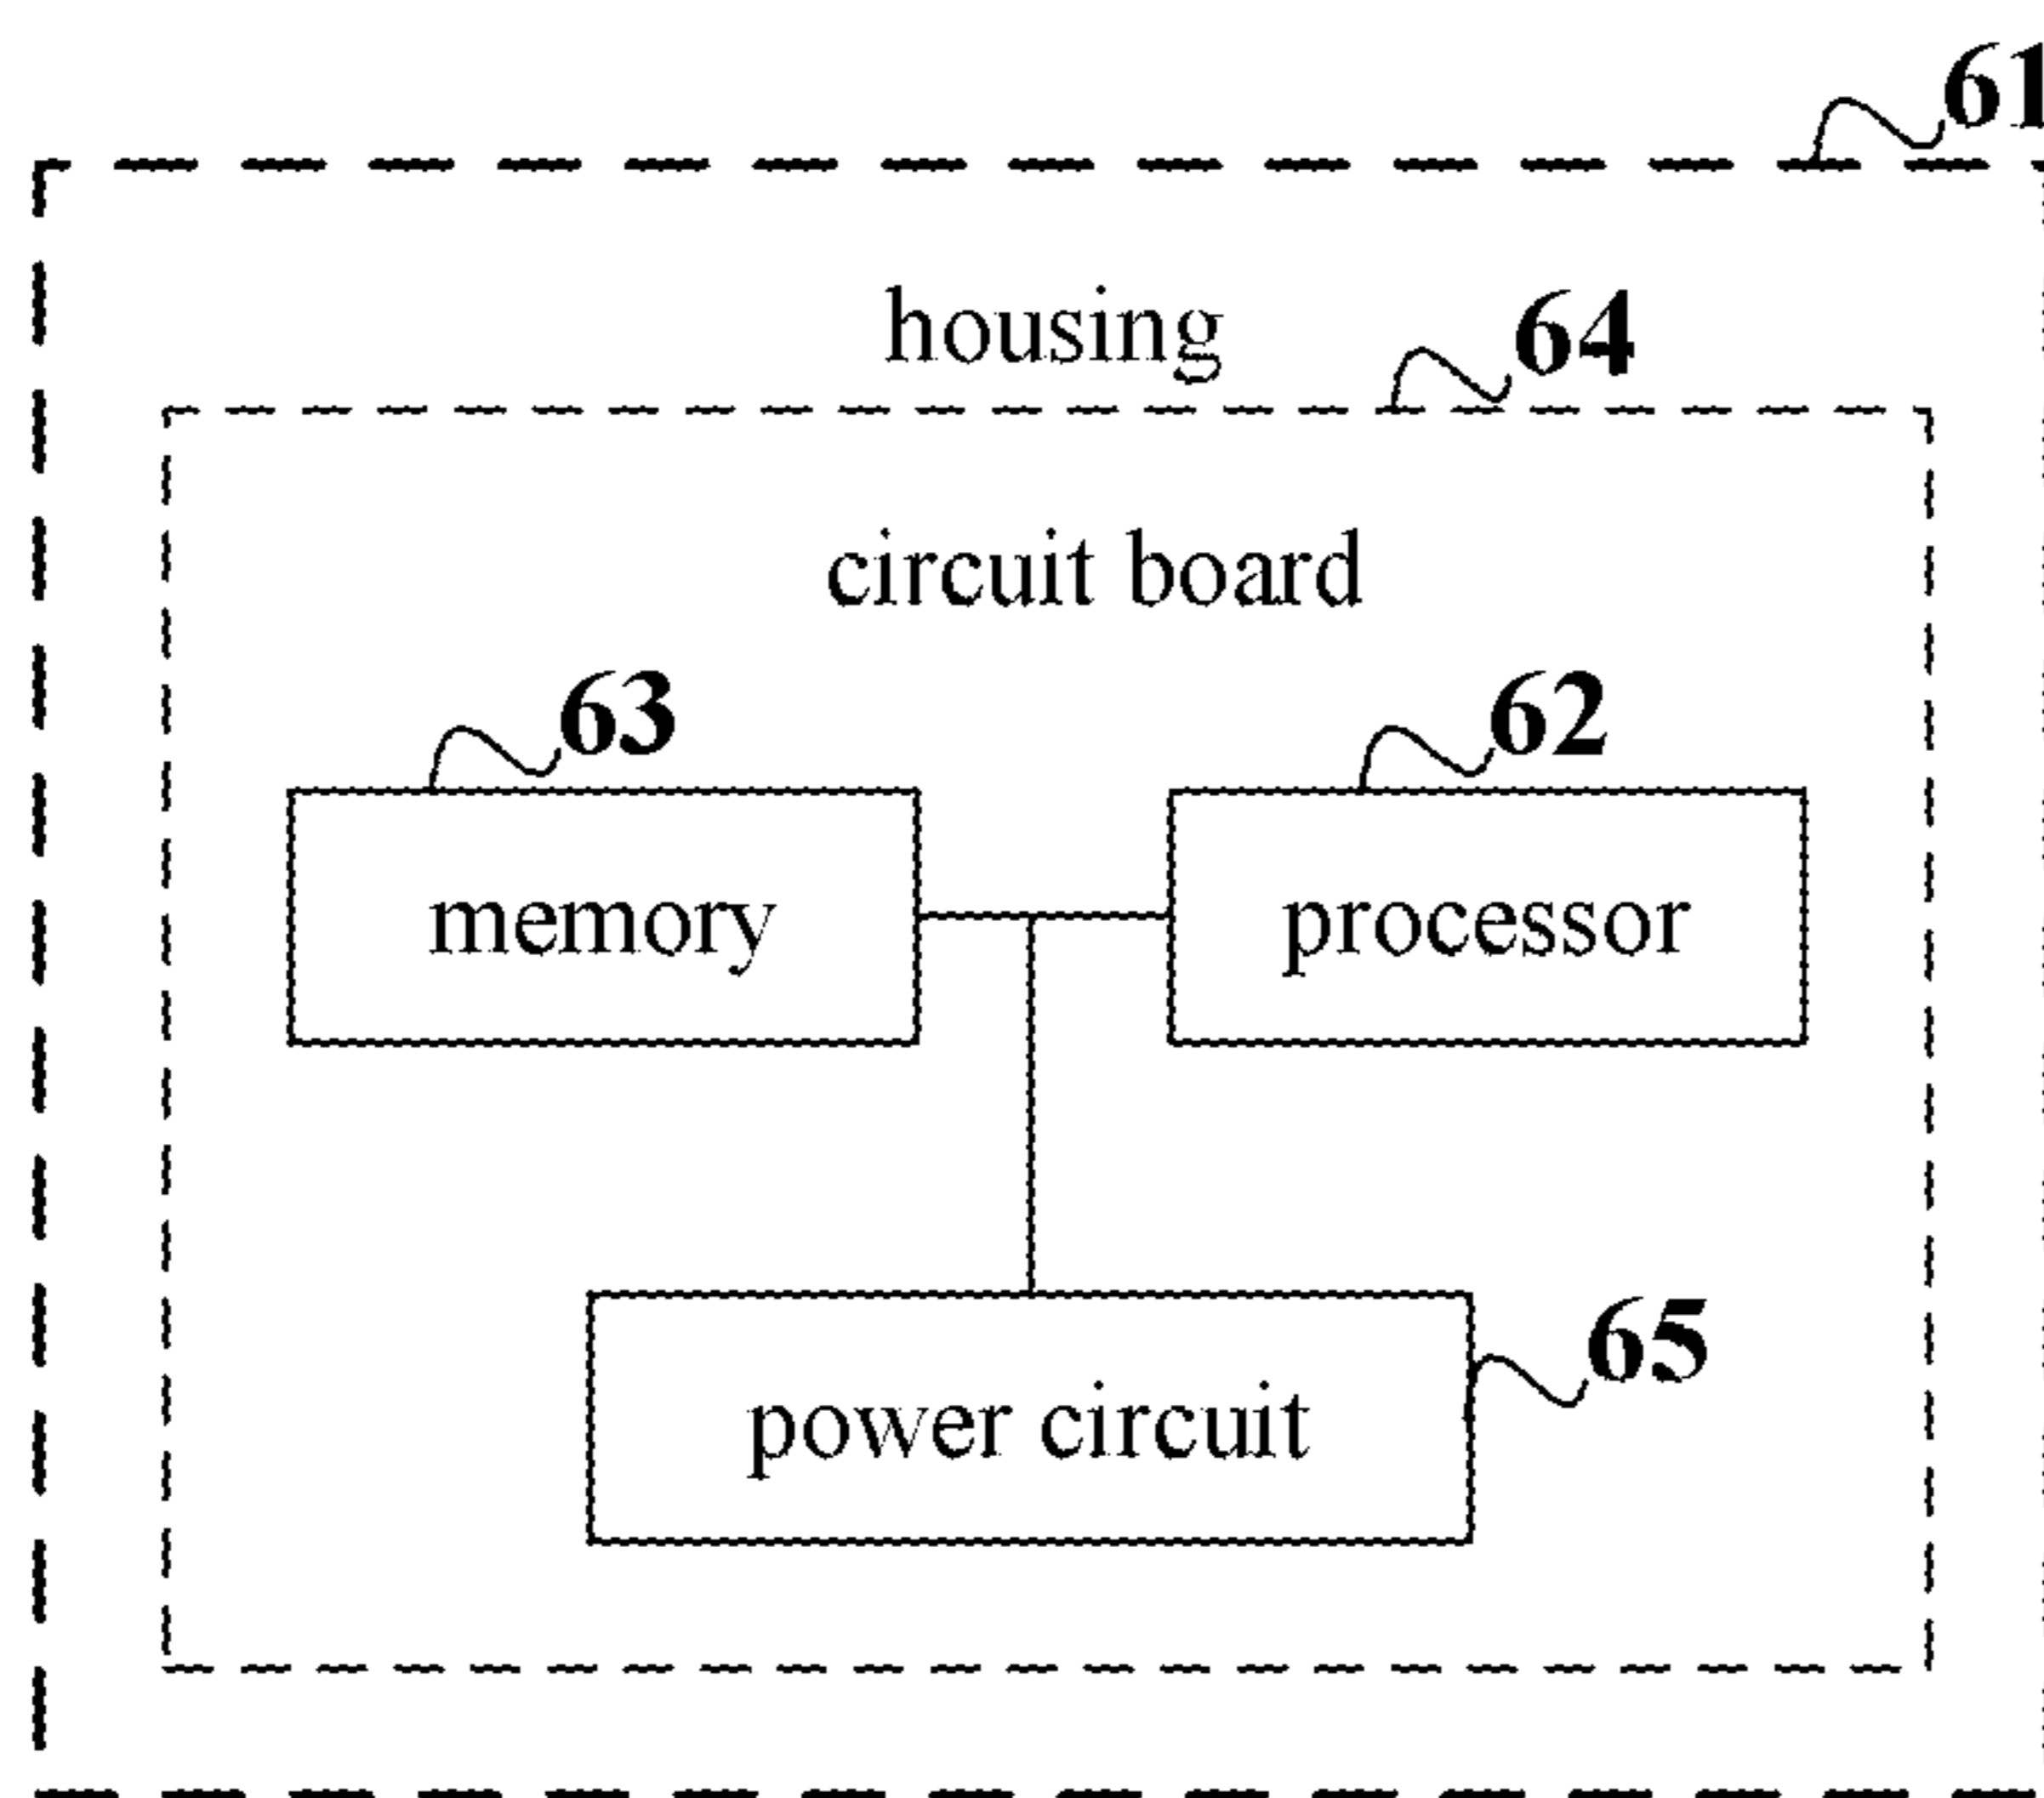 61
housing
64
circuit board
63
62
memory
processor
65
power circuit